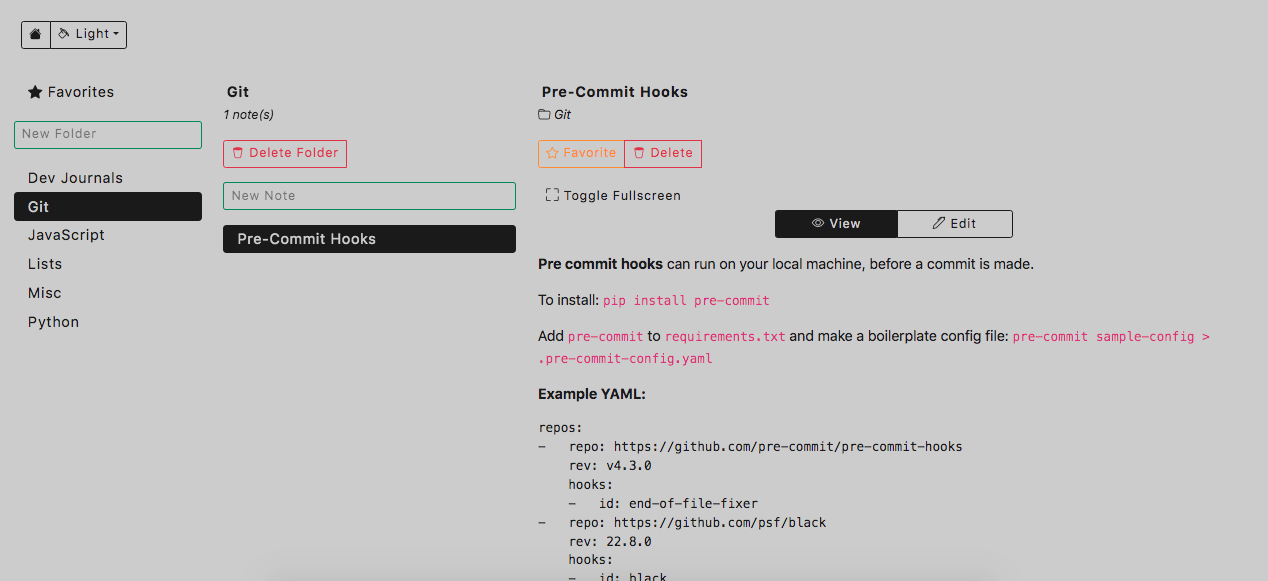 Light
Favorites
New Folder
Dev Journals
Git
JavaScript
Lists
Misc
Python
Git
1 note(s)
Delete Folder
New Note
Pre-Commit Hooks
Pre-Commit Hooks
Git
Favorite Delete
Toggle Fullscreen
View Edit
Pre commit hooks can run on your local machine, before a commit is made.
To install: pip install pre-commit
Add pre-commit to requirements.txt and make a boilerplate config file: pre-commit sample-config >
.pre-commit-config.yaml
Example YAML:
repos:
-   repo: https://github.com/pre-commit/pre-commit-hooks
    rev: v4.3.0
    hooks:
    -   id: end-of-file-fixer
-   repo: https://github.com/psf/black
    rev: 22.8.0
    hooks:
    -   id: black